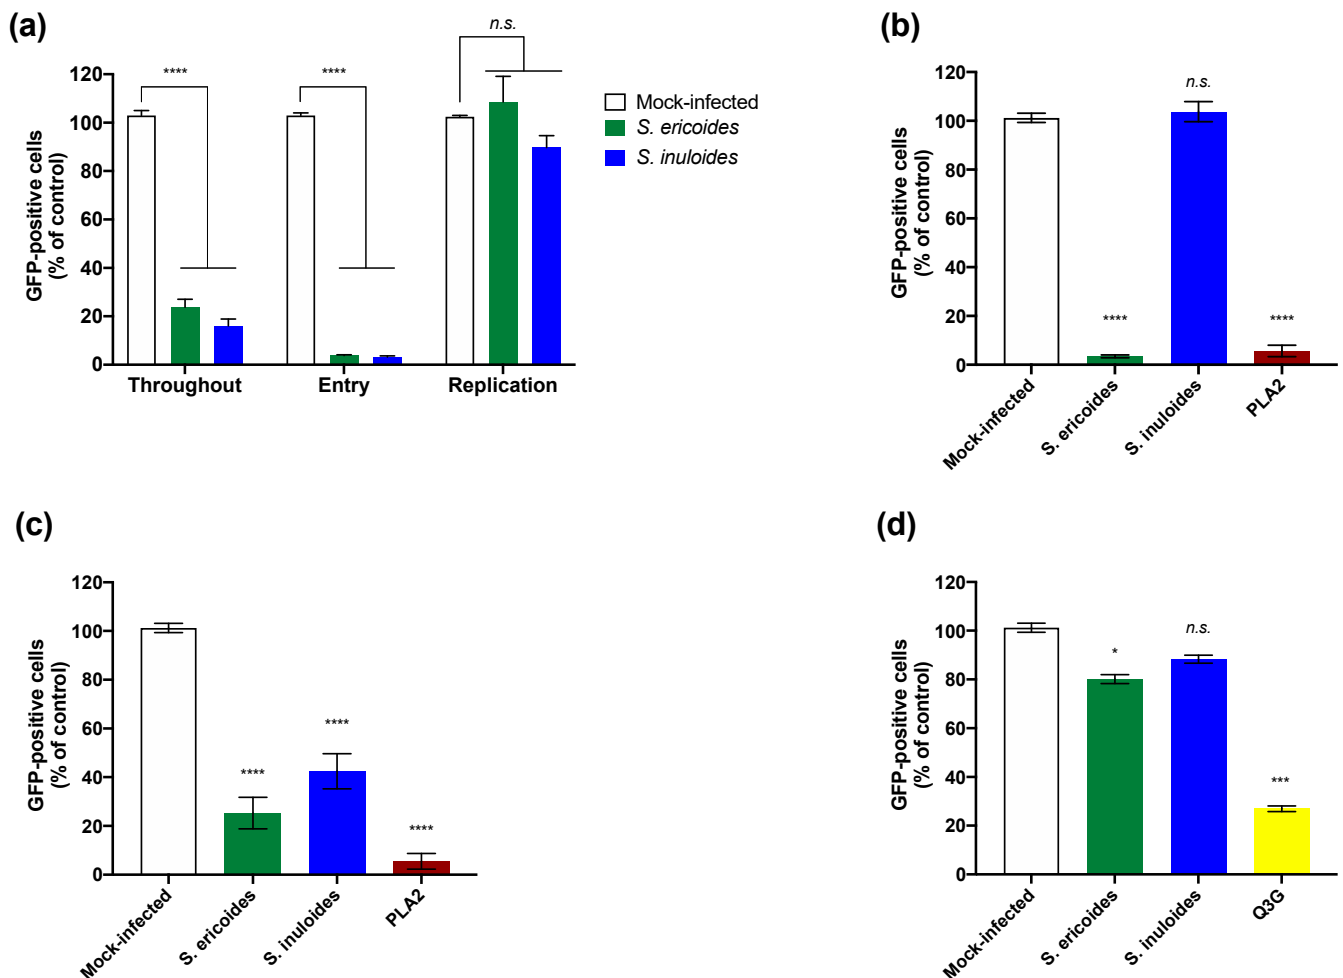 (a)
GFP-positive cells
(% of control)
120
100
80
60
40
20
0
****
****
n.s.
Throughout
Entry
Replication
Mock-infected
S. ericoides
S. inuloides
(b)
GFP-positive cells
(% of control)
120
100
80
60
40
20
0
****
n.s.
****
Mock-infected
S. ericoides
S. inuloides
PLA2
(c)
GFP-positive cells
(% of control)
120
100
80
60
40
20
0
****
****
****
Mock-infected
S. ericoides
S. inuloides
PLA2
(d)
GFP-positive cells
(% of control)
120
100
80
60
40
20
0
*
n.s.
***
Mock-infected
S. ericoides
S. inuloides
Q3G